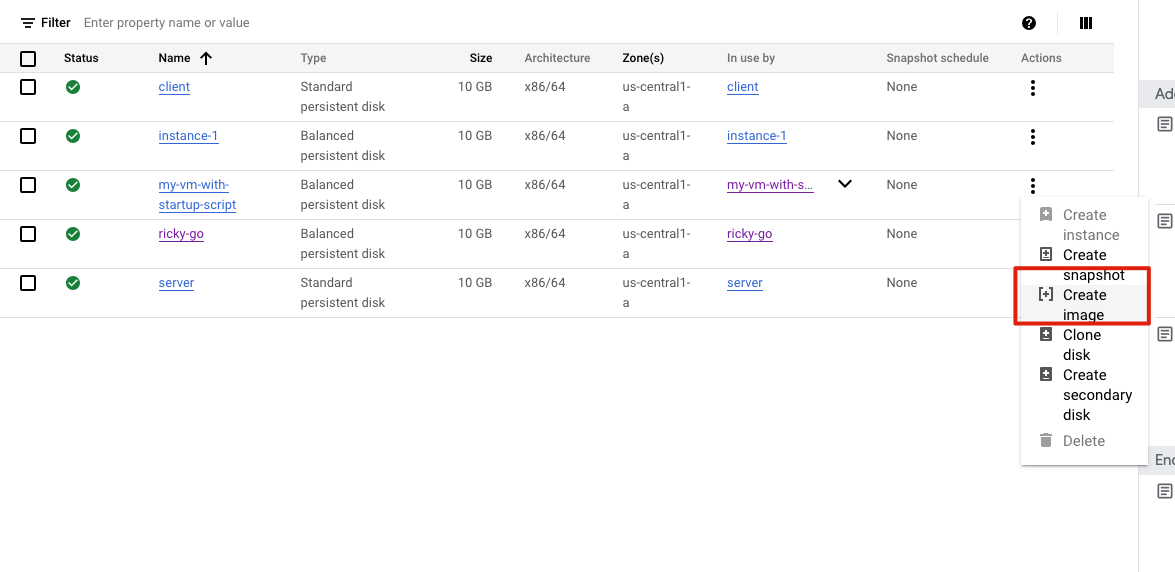 Filter Enter property name or value
Status Name Type Size Architecture Zone(s) In use by Snapshot schedule Actions
client Standard 10 GB x86/64 us-central1- client None
persistent disk a
instance-1 Balanced 10 GB x86/64 us-central1- instance-1 None
persistent disk a
my-vm-with- Balanced 10 GB x86/64 us-central1- my-vm-with-s... None
startup-script persistent disk a
ricky-go Balanced 10 GB x86/64 us-central1- ricky-go None
persistent disk a
server Standard 10 GB x86/64 us-central1- server None
persistent disk a
Create
instance
Create
snapshot
Create
image
Clone
disk
Create
secondary
disk
Delete